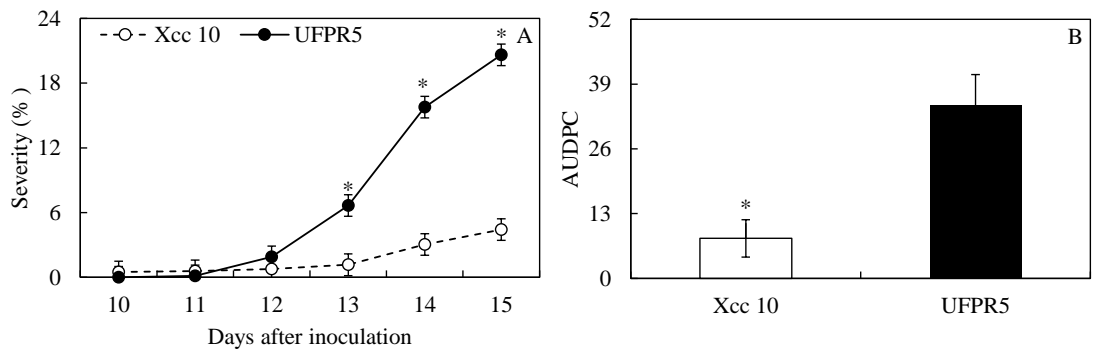 Xcc 10
UFPR5
A
24
18
12
6
0
Severity (% )
*
*
*
10 11 12 13 14 15
Days after inoculation
B
52
39
26
13
0
AUDPC
*
Xcc 10
UFPR5